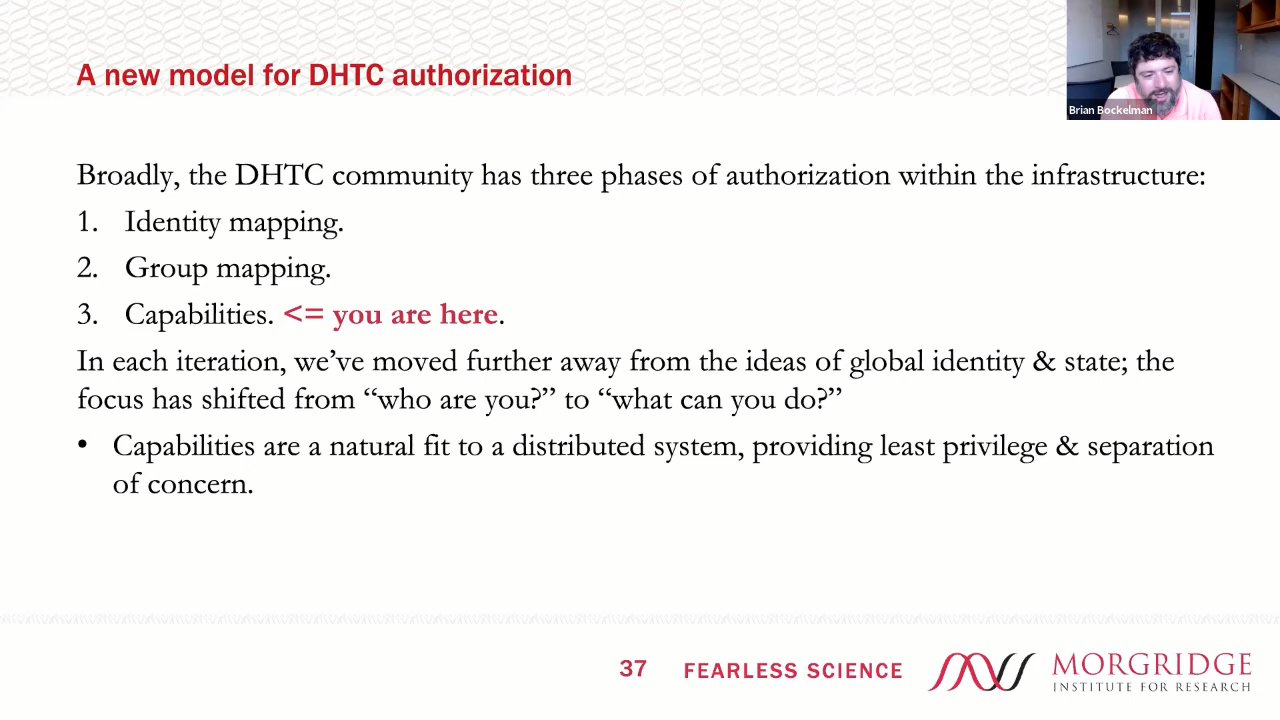 A new model for DHTC authorization
Brian Bockelman
Broadly, the DHTC community has three phases of authorization within the infrastructure:
1. Identity mapping.
2. Group mapping.
3. Capabilities. <= you are here.
In each iteration, we’ve moved further away from the ideas of global identity & state; the
focus has shifted from “who are you?” to “what can you do?”
• Capabilities are a natural fit to a distributed system, providing least privilege & separation
of concern.
37 FEARLESS SCIENCE
MORGRIDGE
INSTITUTE FOR RESEARCH